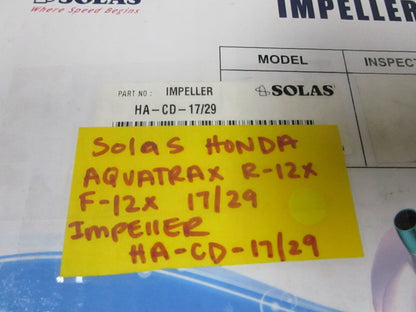 SOLAS
Where Speed Begins
IMPELLER
MODEL
INSPECT
PART NO : IMPELLER
SOLAS
HA-CD-17/29
Solas HONDA
AQUATRAX R-12X
F-12X 17/29
IMPELLER
HA-CD-17/29